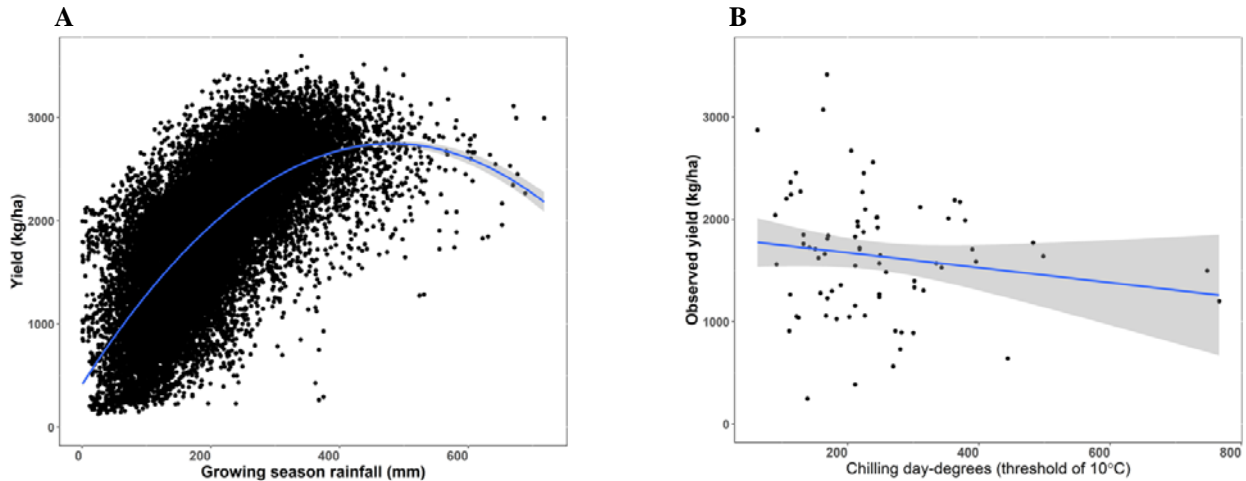 A
Yield (kg/ha)
3000
2000
1000
0
0 200 400 600
Growing season rainfall (mm)
B
Observed yield (kg/ha)
3000
2000
1000
0
200 400 600 800
Chilling day-degrees (threshold of 10°C)